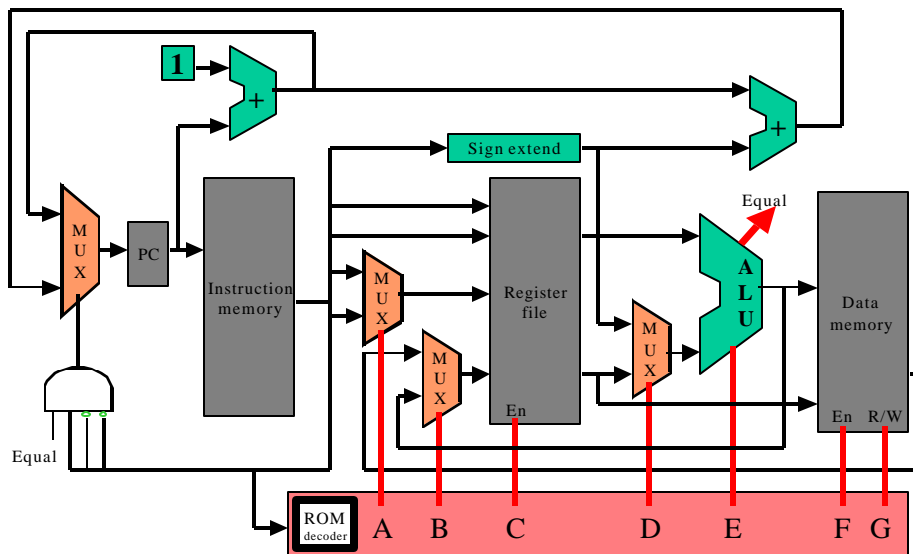 1
+
+
Sign extend
Equal
MUX
PC
Instruction
memory
MUX
Register
file
MUX
MUX
ALU
Data
memory
En
En R/W
Equal
ROM
decoder
A B C D E F G